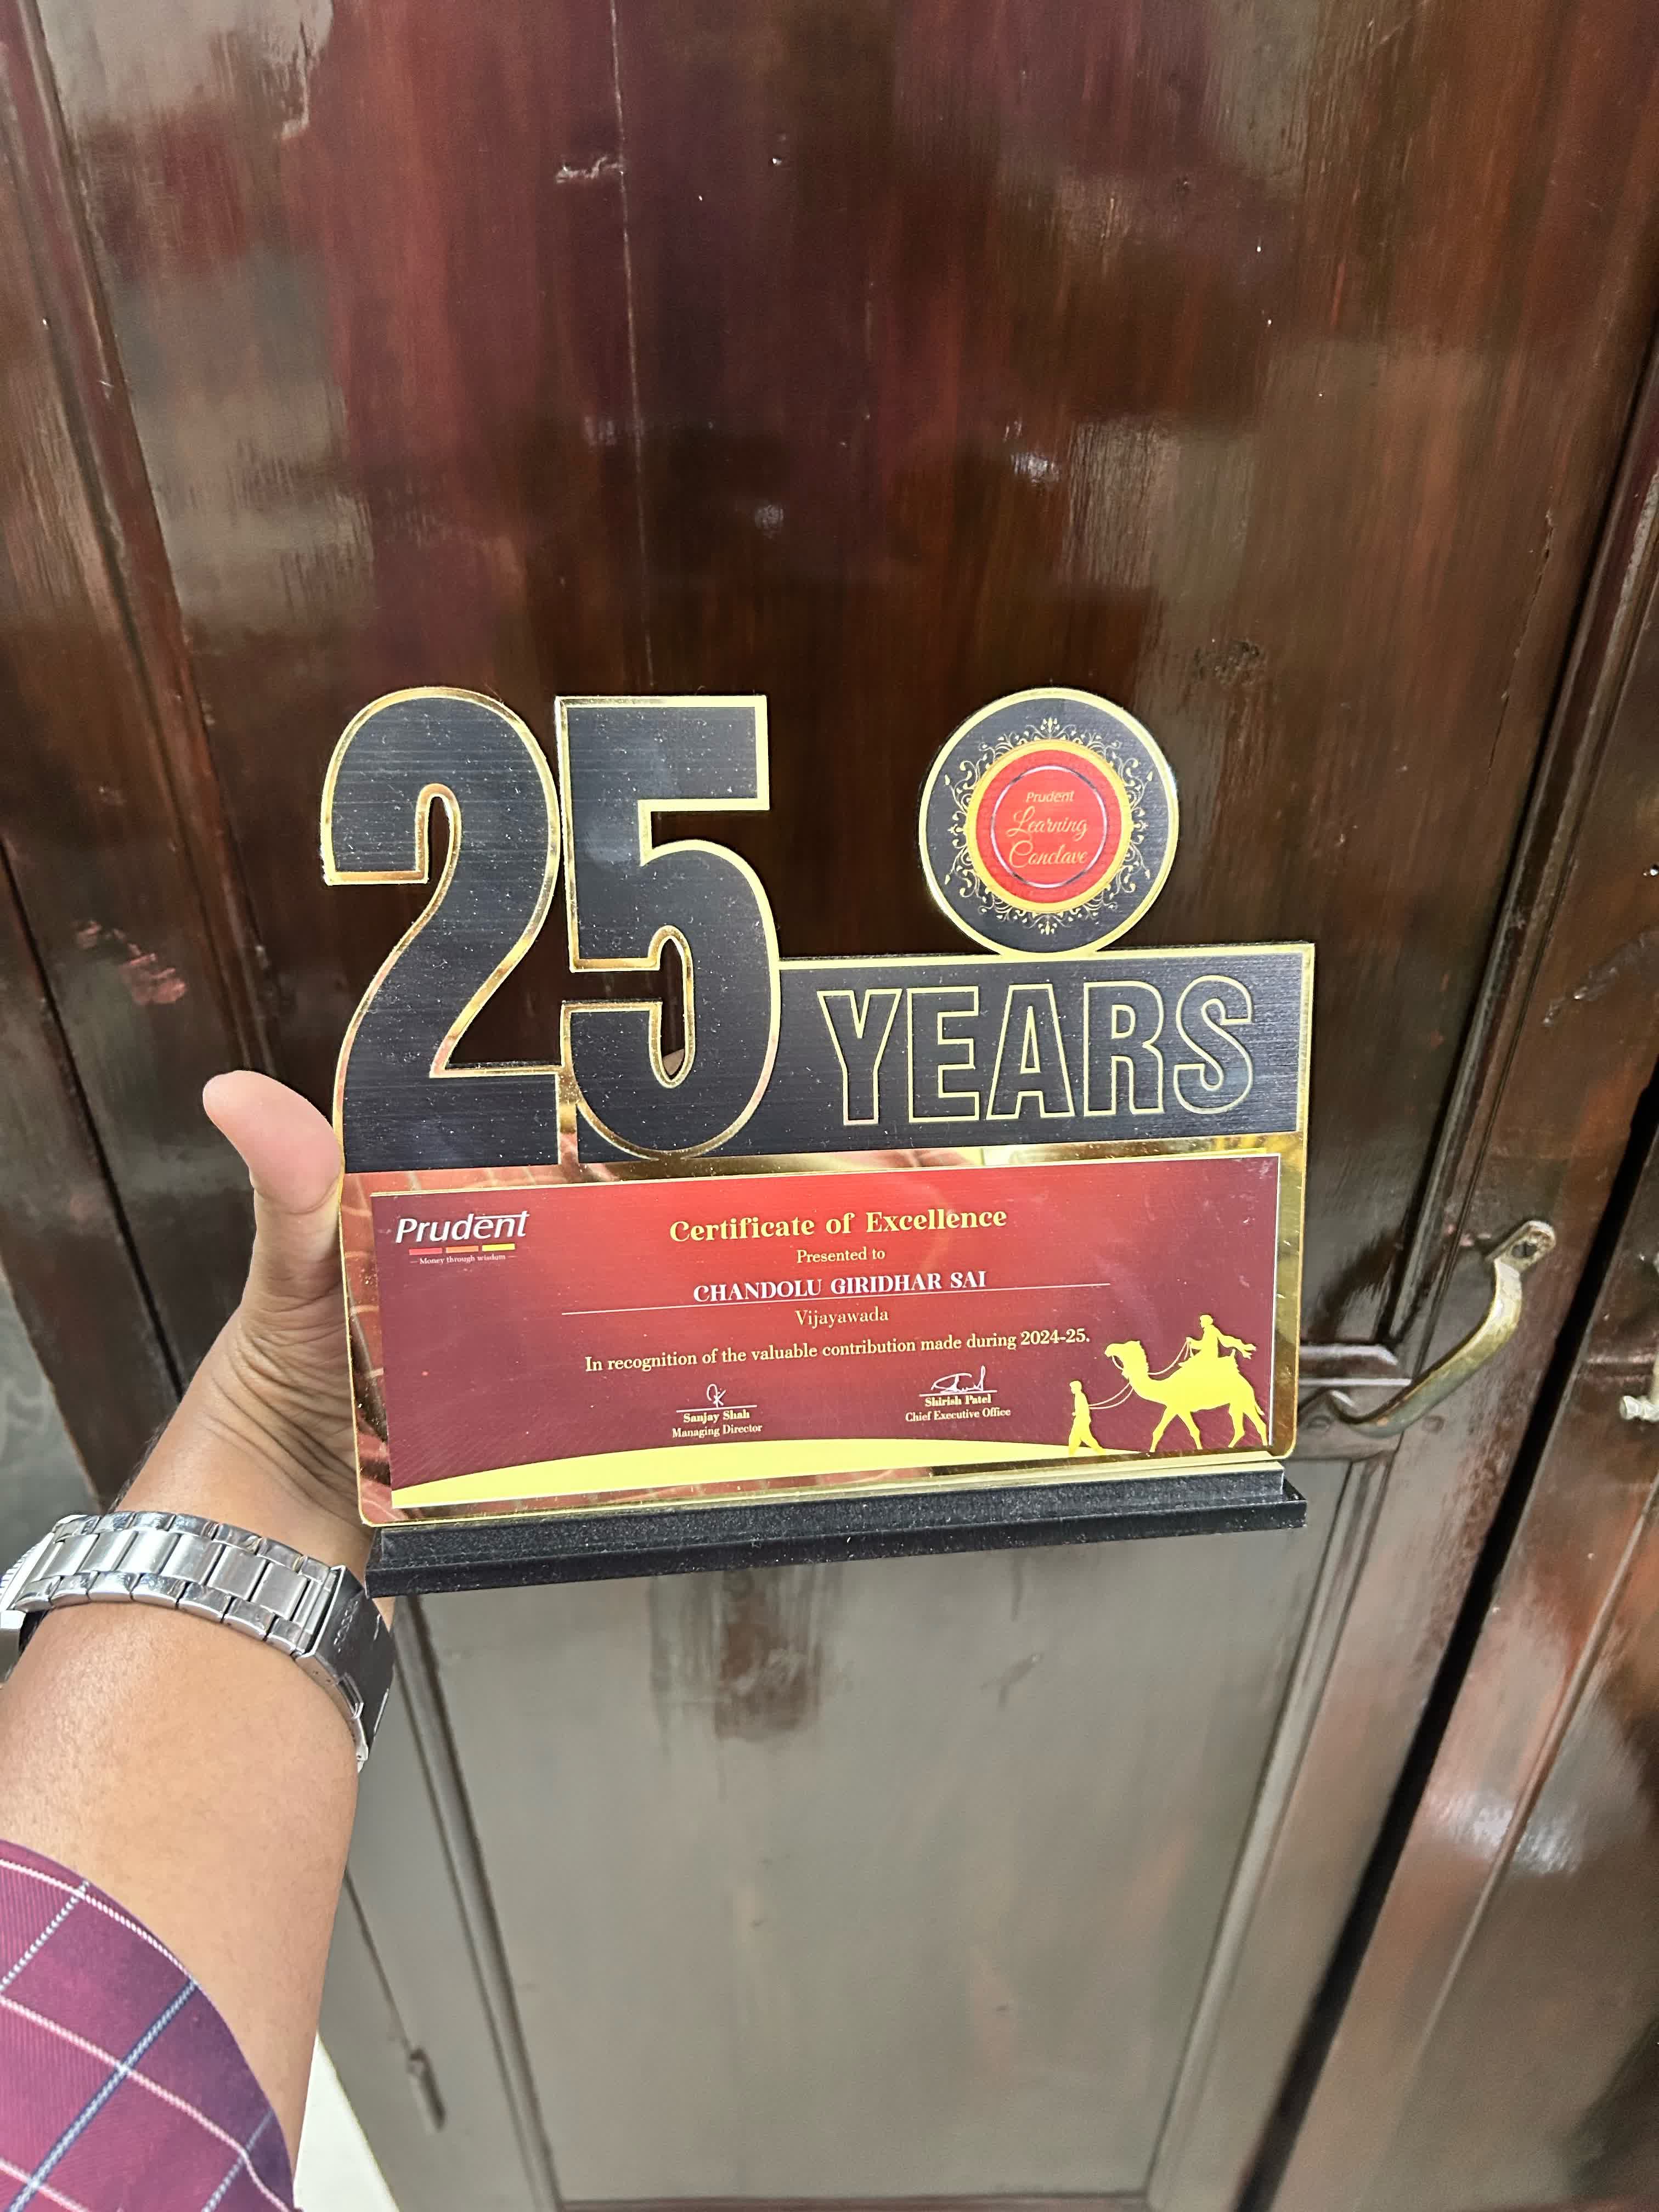 25 YEARS
Prudent
Learning
Conclave
Prudent
Money through wisdom
Certificate of Excellence
Presented to
CHANDOLU GIRIDHAR SAI
Vijayawada
In recognition of the valuable contribution made during 2024-25.
Sanjay Shah
Managing Director
Shirish Patel
Chief Executive Office